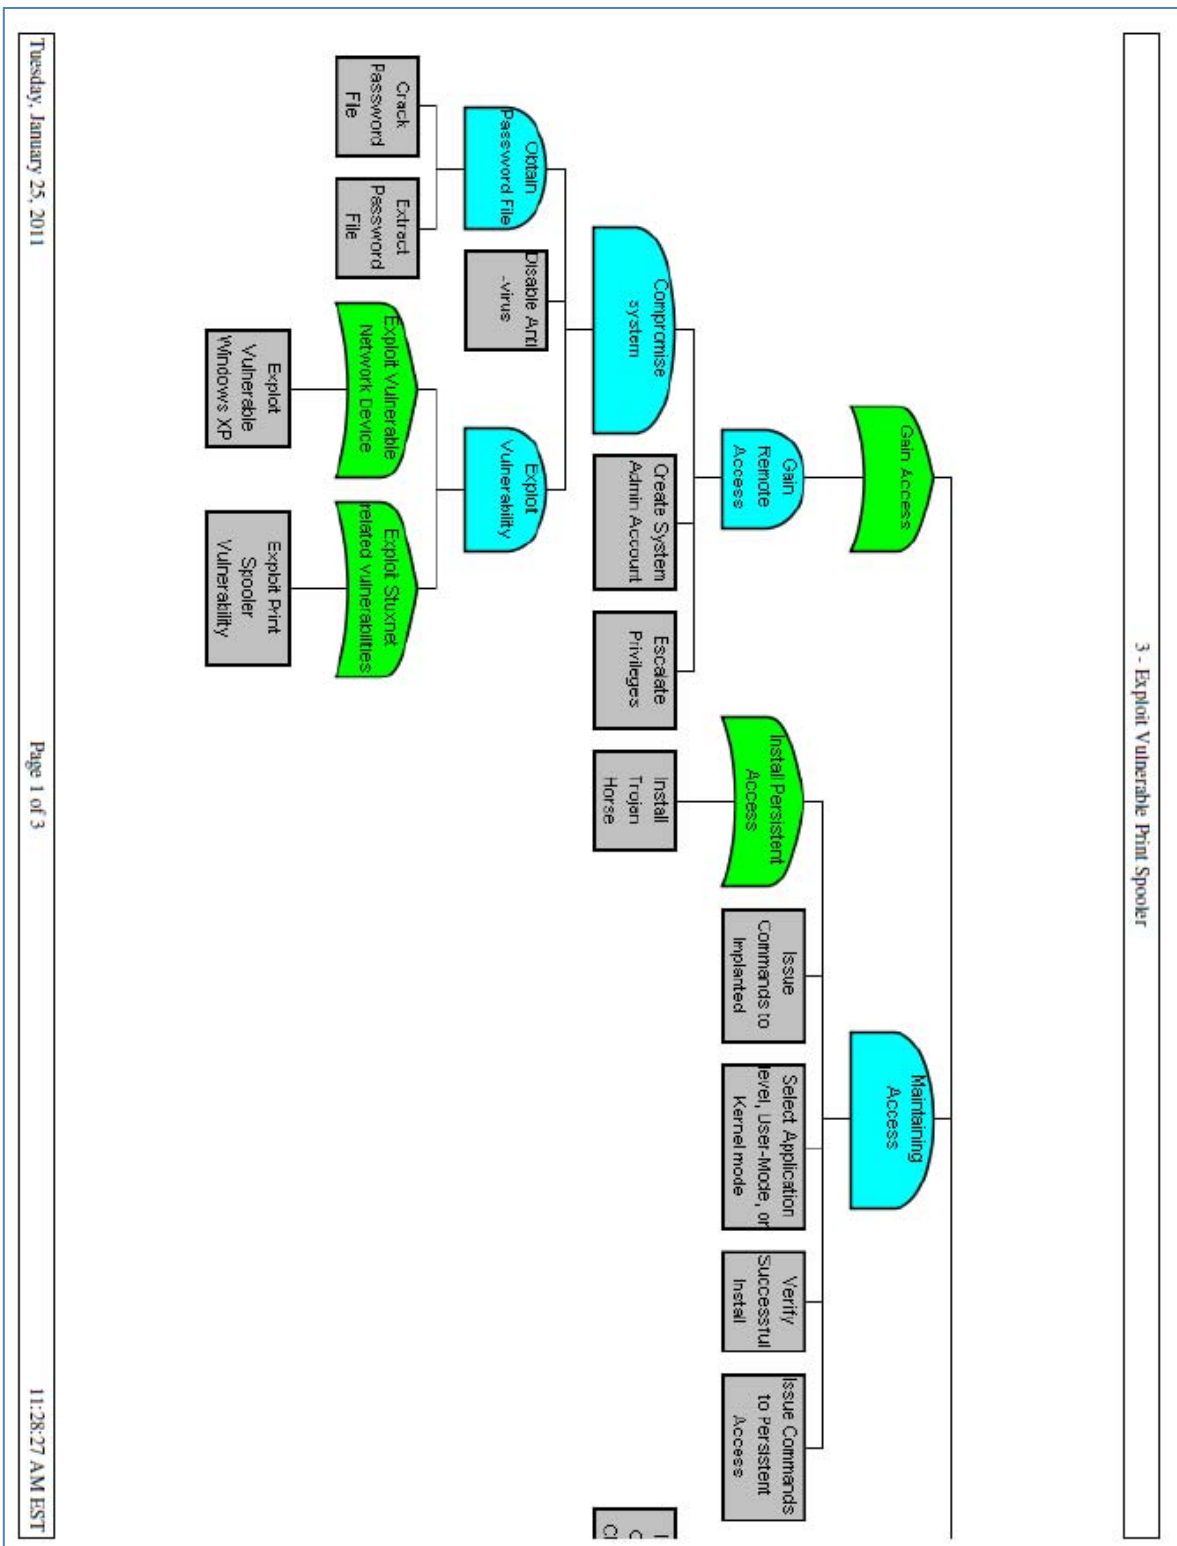 3 - Exploit Vulnerable Print Spooler
Gain Access
Maintaining
Access
Gain
Remote
Access
Install Persistent
Access
Issue
Commands to
Implanted
Select Application
level, User-Mode, or
Kernel mode
Verify
Successful
Install
Issue Commands
to Persistent
Access
Compromise
system
Create System
Admin Account
Escalate
Privileges
Install
Trojan
Horse
Obtain
Password File
Disable Anti
-virus
Exploit
Vulnerability
Crack
Password
File
Extract
Password
File
Exploit Vulnerable
Network Device
Exploit Stuxnet
related vulnerabilities
Exploit
Vulnerable
Windows XP
Exploit Print
Spooler
Vulnerability
Tuesday, January 25, 2011
Page 1 of 3
11:28:27 AM EST